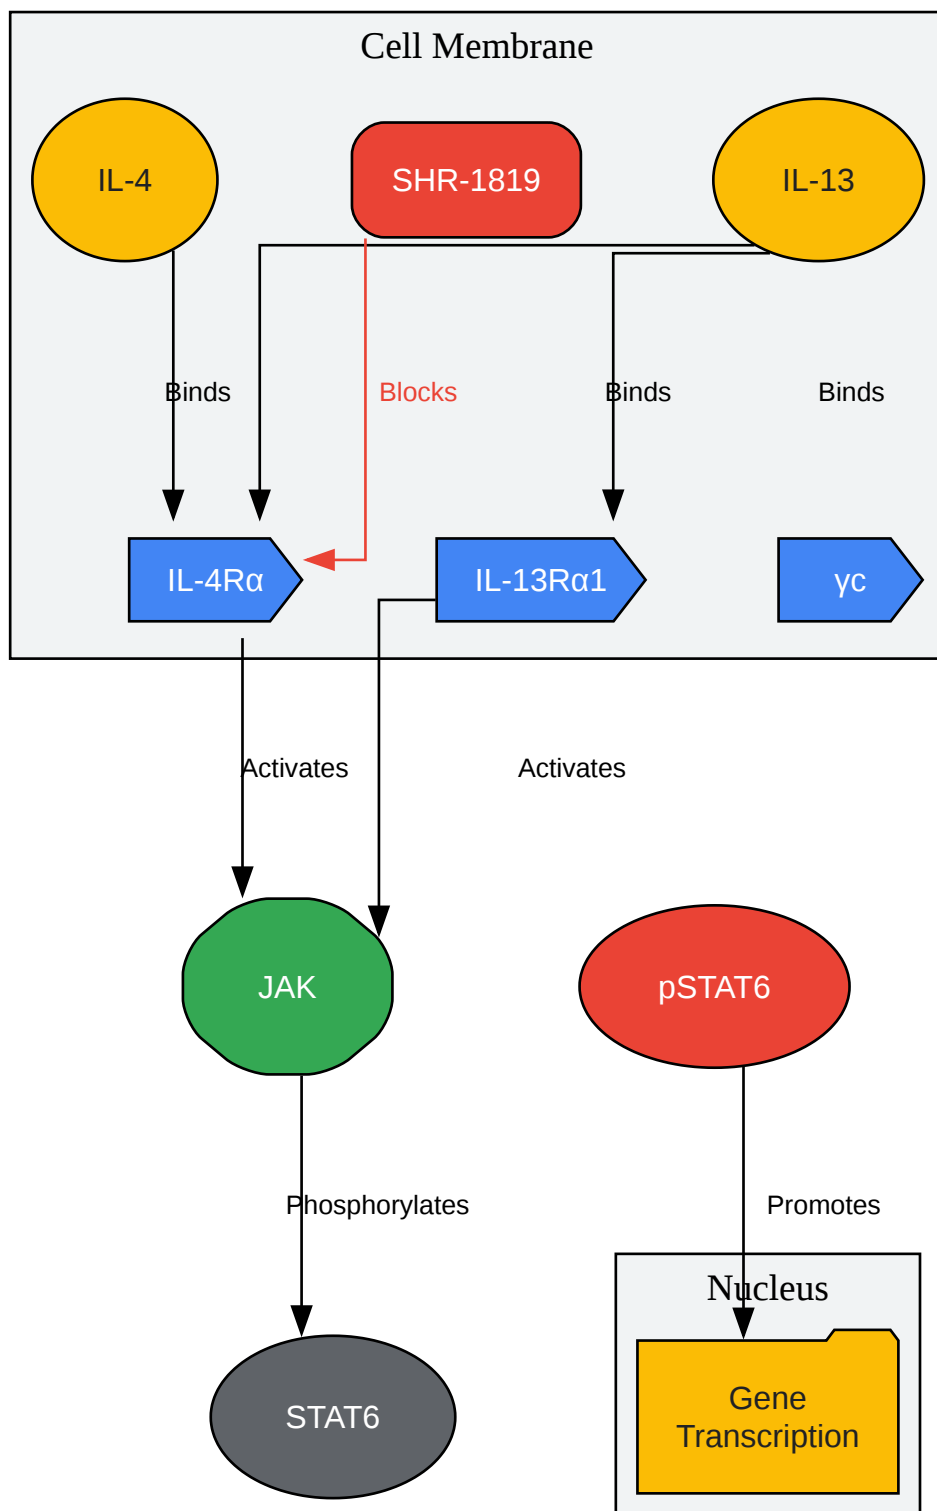 Cell Membrane
IL-4
SHR-1819
IL-13
Binds
Blocks
Binds
Binds
IL-4Rα
IL-13Rα1
γc
Activates
Activates
JAK
pSTAT6
Phosphorylates
Promotes
Nucleus
Gene
Transcription
STAT6